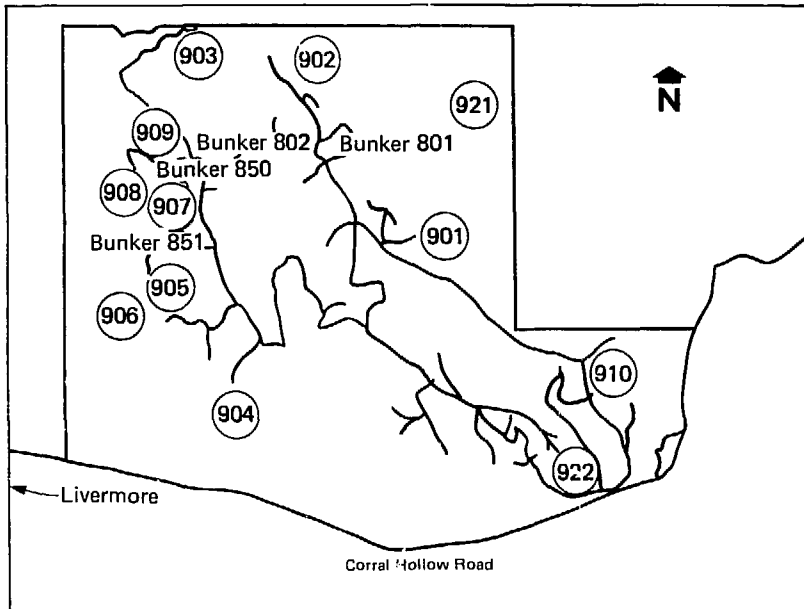 903
902
921
N
909
Bunker 802
Bunker 801
Bunker 850
908
907
901
Bunker 851
905
906
910
904
922
Livermore
Corral Hollow Road